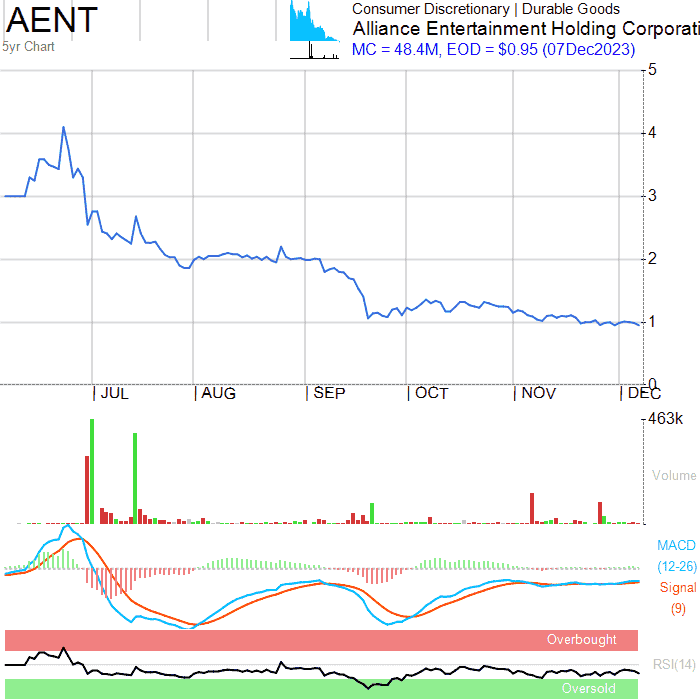 AENT
5yr Chart
Consumer Discretionary | Durable Goods
Alliance Entertainment Holding Corporati
MC = 48.4M, EOD = $0.95 (07Dec2023)
5
4
3
2
1
0
JUL AUG SEP OCT NOV DEC
463k
Volume
MACD
(12-26)
Signal
(9)
Overbought
RSI(14)
Oversold